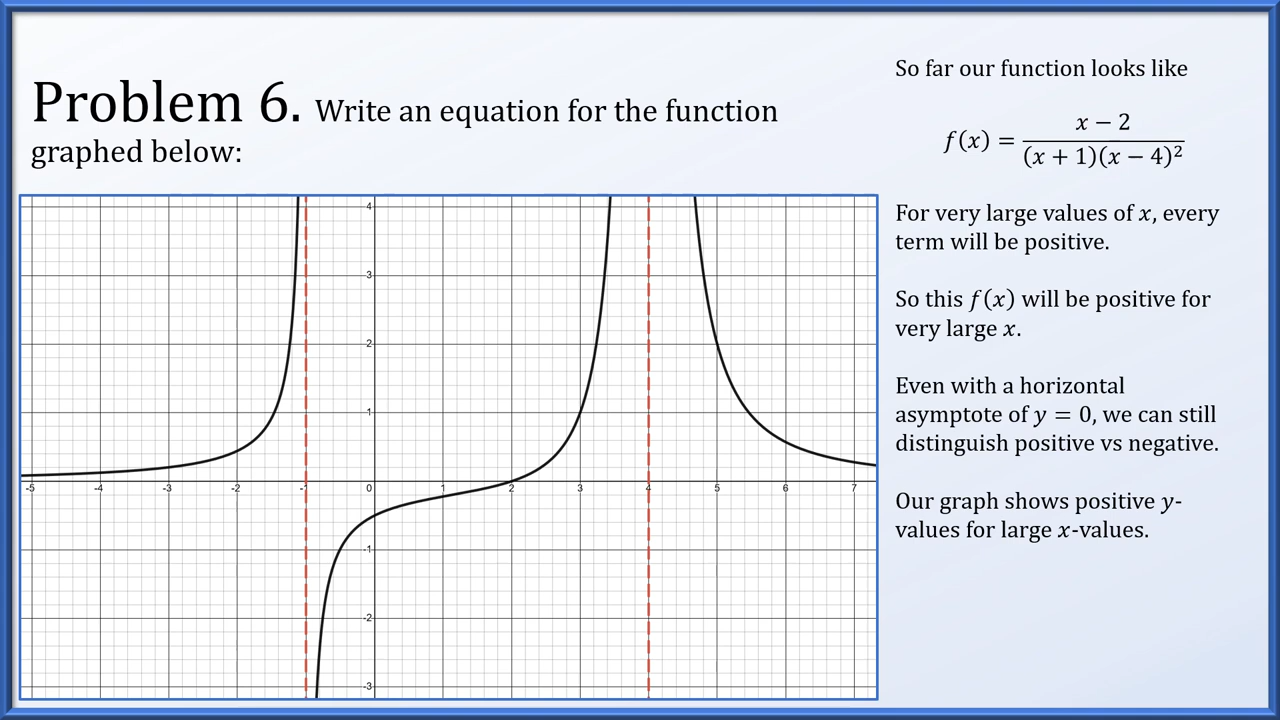 Problem 6. Write an equation for the function
graphed below:
So far our function looks like
f(x) = (x − 2) / ((x + 1)(x − 4)²)
For very large values of x, every
term will be positive.
So this f(x) will be positive for
very large x.
Even with a horizontal
asymptote of y = 0, we can still
distinguish positive vs negative.
Our graph shows positive y-
values for large x-values.
4
3
2
1
-5 -4 -3 -2 -1 0 1 2 3 4 5 6 7
-1
-2
-3